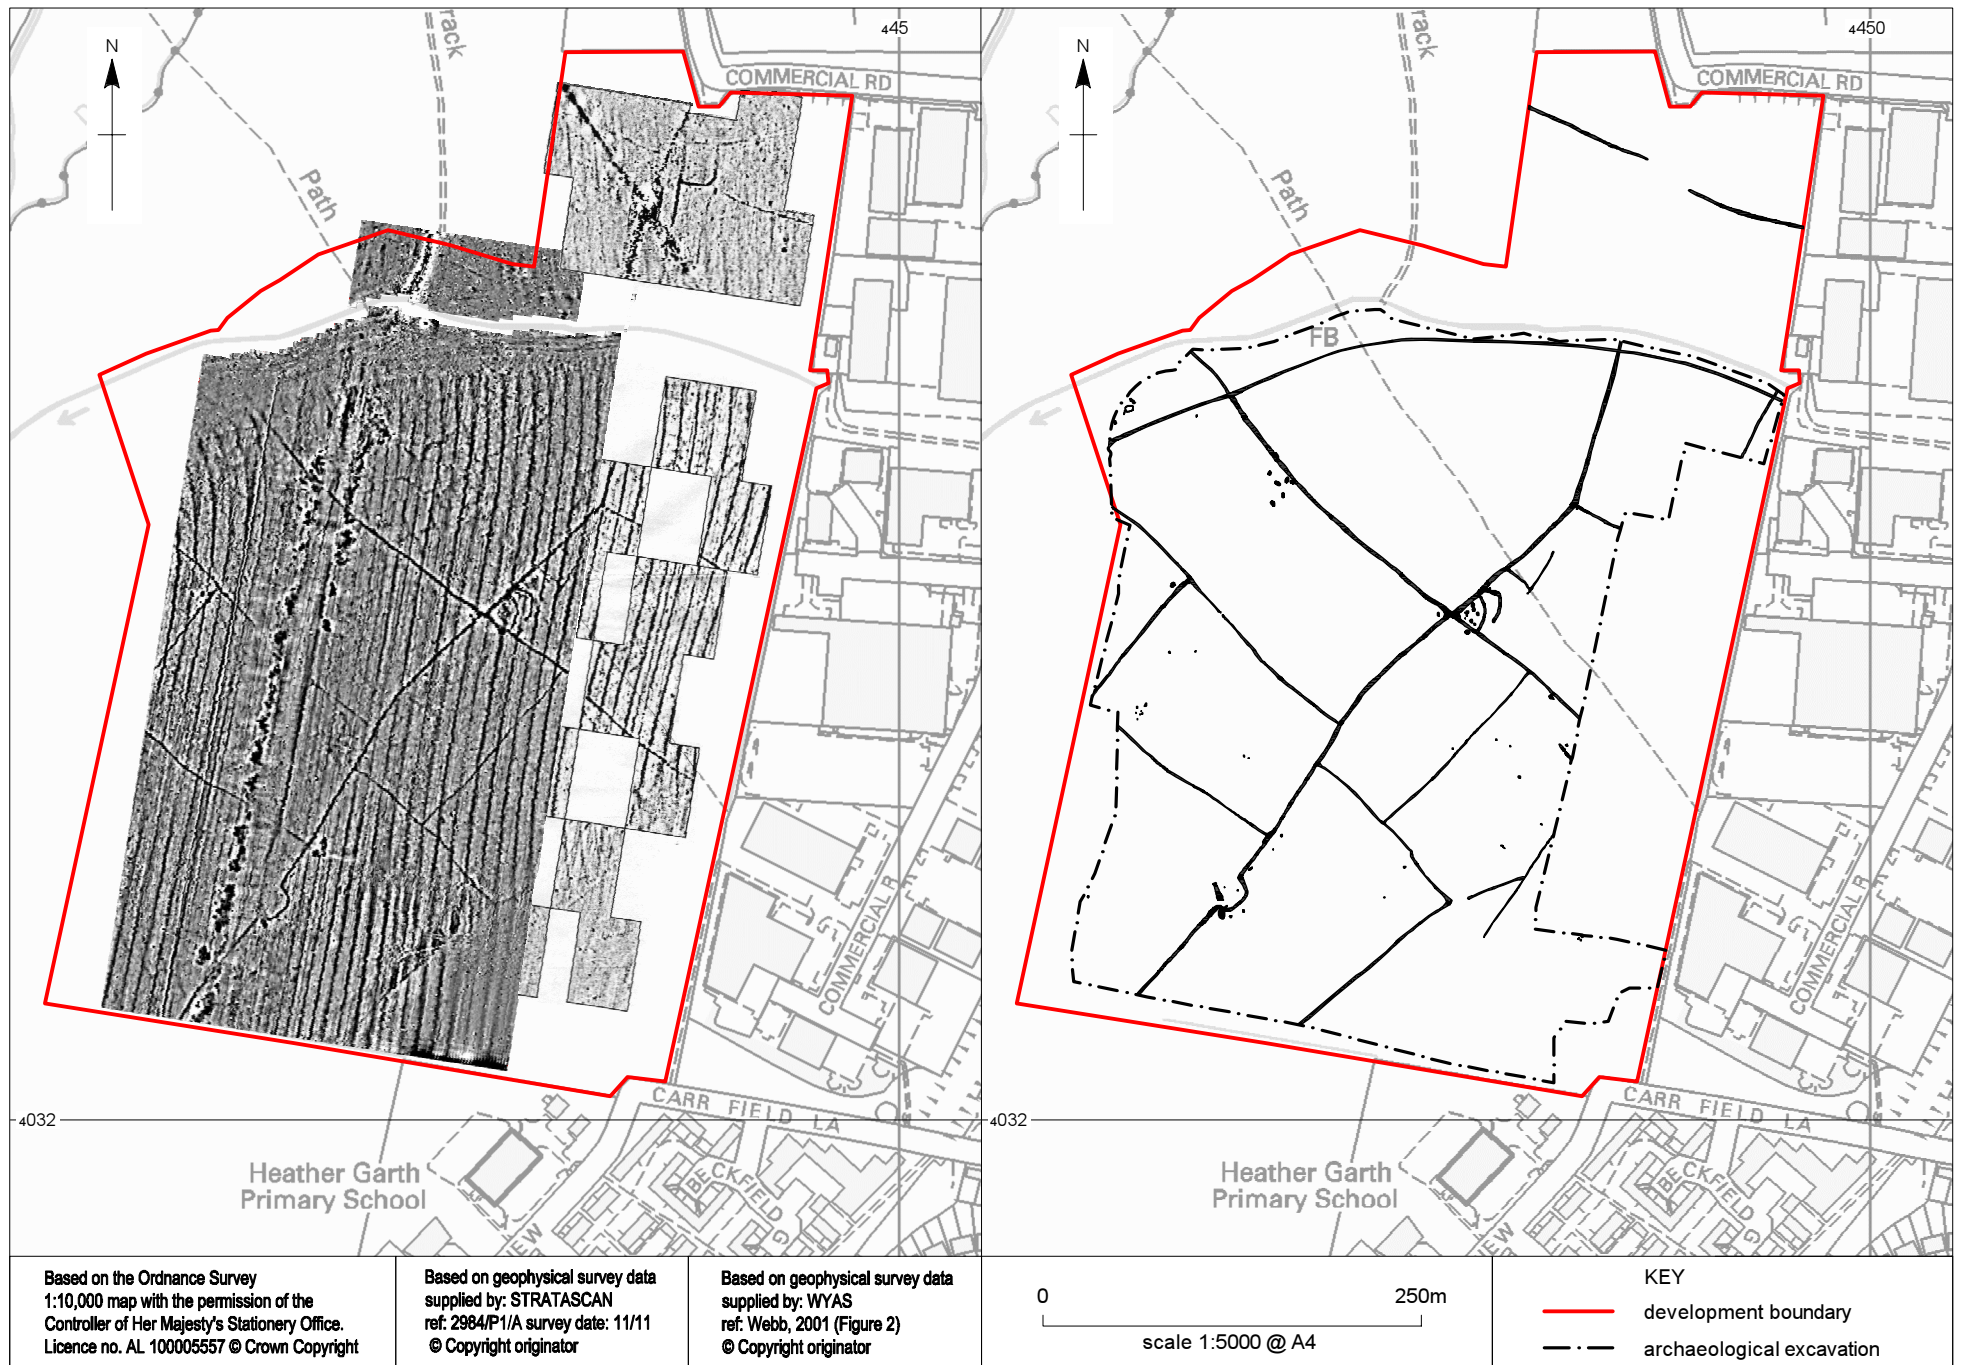 N
445
COMMERCIAL RD
rack
Path
4032
CARR FIELD LA
COMMERCIAL R
Heather Garth
Primary School
BECKFIELD G
EW
N
4450
COMMERCIAL RD
rack
Path
FB
4032
CARR FIELD LA
COMMERCIAL R
Heather Garth
Primary School
BECKFIELD G
EW
Based on the Ordnance Survey
1:10,000 map with the permission of the
Controller of Her Majesty's Stationery Office.
Licence no. AL 100005557 © Crown Copyright
Based on geophysical survey data
supplied by: STRATASCAN
ref: 2984/P1/A survey date: 11/11
© Copyright originator
Based on geophysical survey data
supplied by: WYAS
ref: Webb, 2001 (Figure 2)
© Copyright originator
0 250m
scale 1:5000 @ A4
KEY
development boundary
archaeological excavation